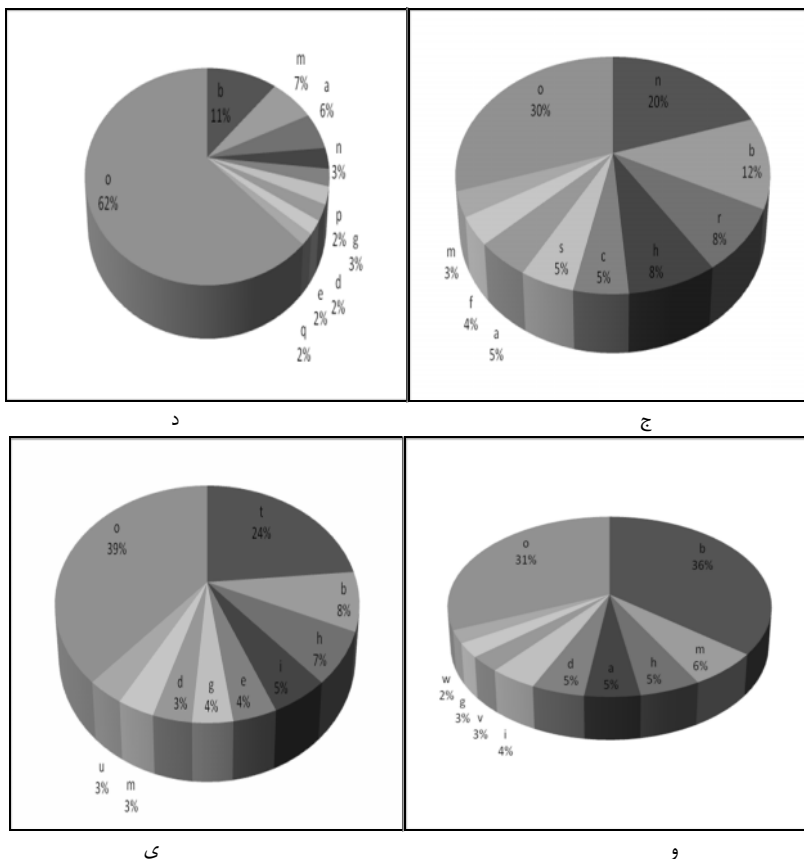 m
7%
a
6%
b
11%
n
3%
o
62%
p
2%
g
3%
d
2%
e
2%
q
2%
o
30%
n
20%
b
12%
r
8%
h
8%
c
5%
s
5%
m
3%
f
4%
a
5%
د
ج
t
24%
o
39%
b
8%
h
7%
i
5%
e
4%
g
4%
d
3%
u
3%
m
3%
o
31%
b
36%
m
6%
h
5%
a
5%
d
5%
w
2%
g
3%
v
3%
i
4%
ی
و